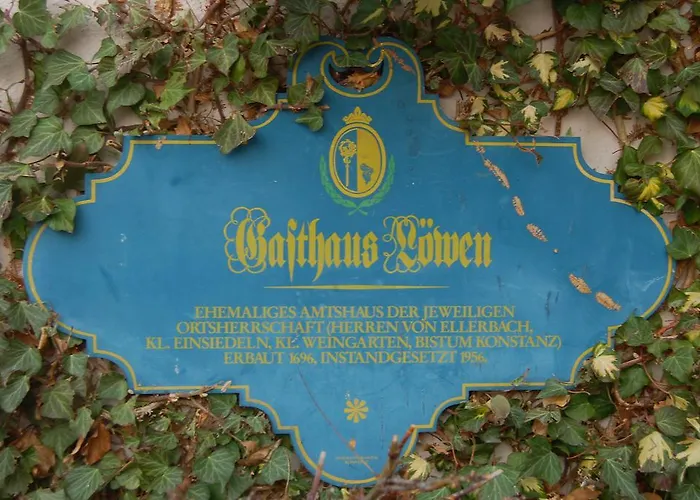 Gasthaus Löwen
EHEMALIGES AMTSHAUS DER JEWEILIGEN
ORTSHERRSCHAFT (HERREN VON ELLERBACH,
KL. EINSIEDELN, KL. WEINGARTEN, BISTUM KONSTANZ)
ERBAUT 1696, INSTANDGESETZT 1956.